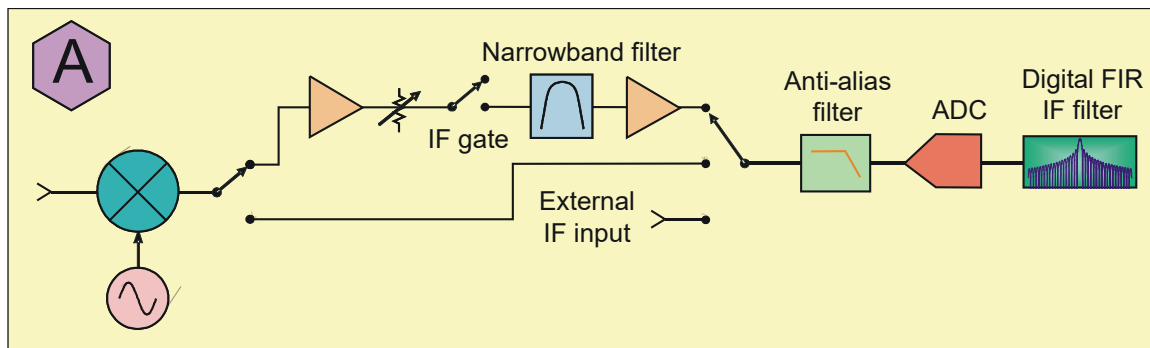 A
Narrowband filter
IF gate
External
IF input
Anti-alias
filter
ADC
Digital FIR
IF filter